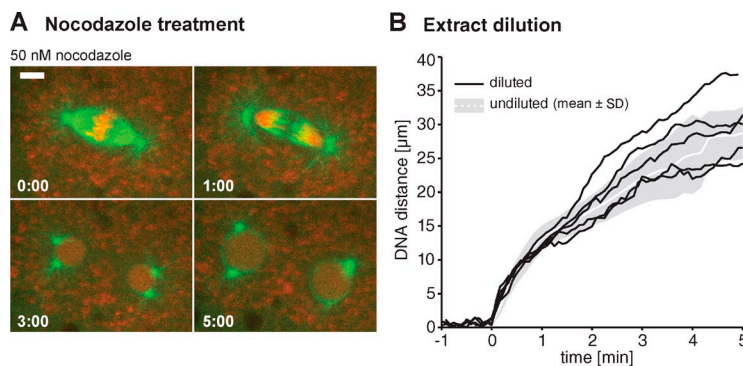 A Nocodazole treatment
50 nM nocodazole
0:00
1:00
3:00
5:00
B Extract dilution
DNA distance [µm]
40
35
30
25
20
15
10
5
0
diluted
undiluted (mean ± SD)
-1 0 1 2 3 4 5
time [min]